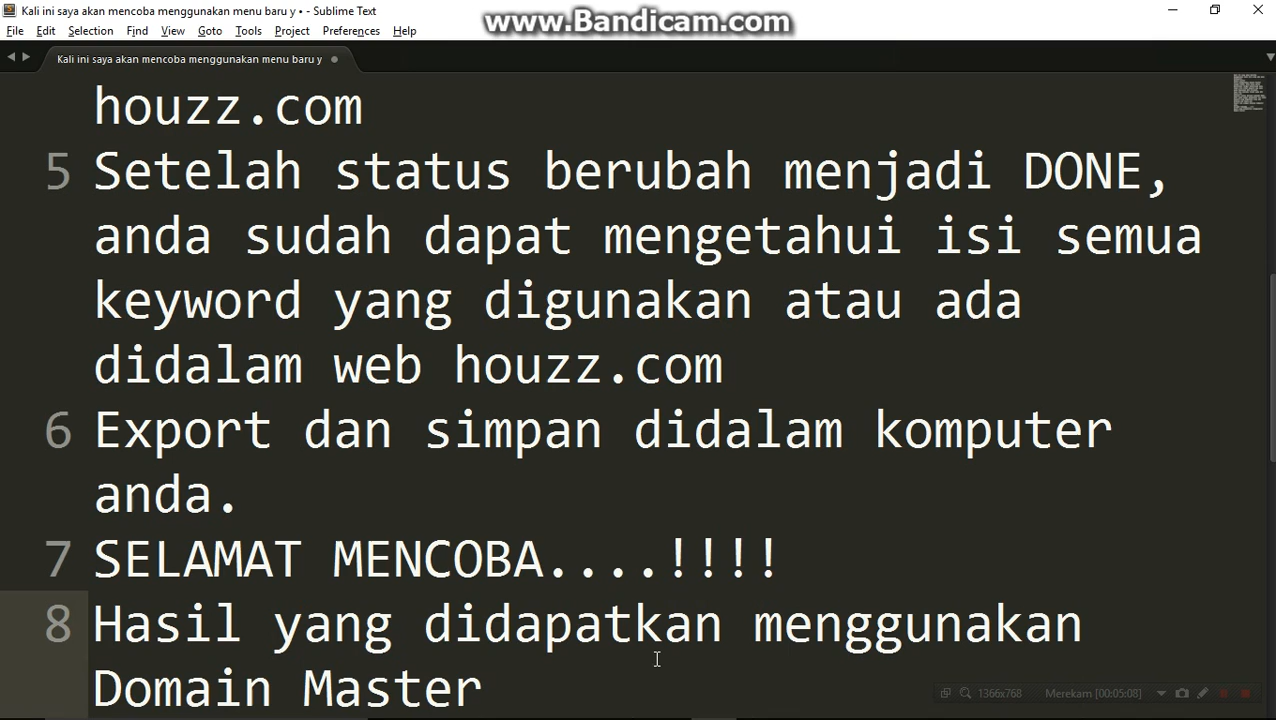 Kali ini saya akan mencoba menggunakan menu baru y • - Sublime Text
www.Bandicam.com
File Edit Selection Find View Goto Tools Project Preferences Help
Kali ini saya akan mencoba menggunakan menu baru y
houzz.com
5 Setelah status berubah menjadi DONE,
anda sudah dapat mengetahui isi semua
keyword yang digunakan atau ada
didalam web houzz.com
6 Export dan simpan didalam komputer
anda.
7 SELAMAT MENCOBA....!!!!
8 Hasil yang didapatkan menggunakan
Domain Master
1366x768 Merekam [00:05:08]